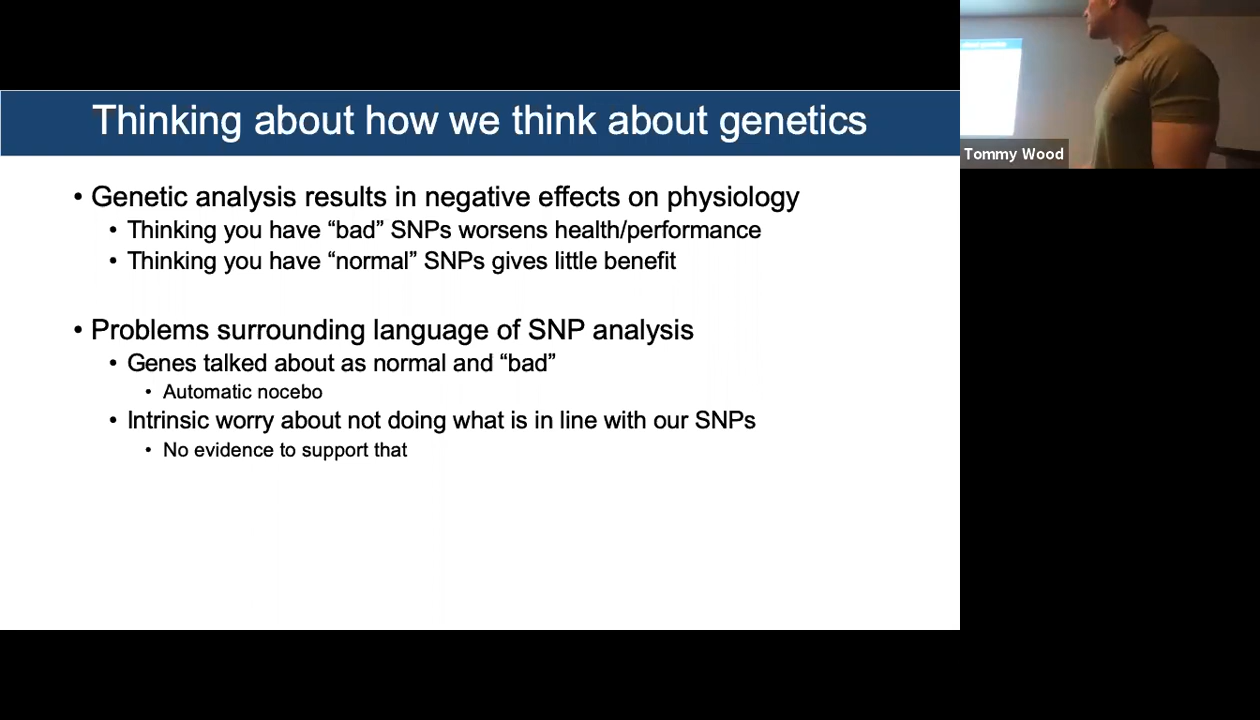 Thinking about how we think about genetics
• Genetic analysis results in negative effects on physiology
• Thinking you have “bad” SNPs worsens health/performance
• Thinking you have “normal” SNPs gives little benefit
• Problems surrounding language of SNP analysis
• Genes talked about as normal and “bad”
• Automatic nocebo
• Intrinsic worry about not doing what is in line with our SNPs
• No evidence to support that
Tommy Wood